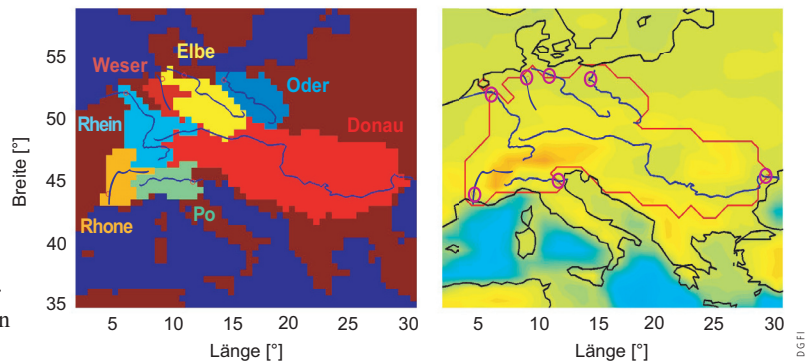 55
50
45
40
35
Breite [°]
Weser
Elbe
Oder
Rhein
Donau
Po
Rhone
5 10 15 20 25 30
Länge [°]
5 10 15 20 25 30
Länge [°]
DGFI
n